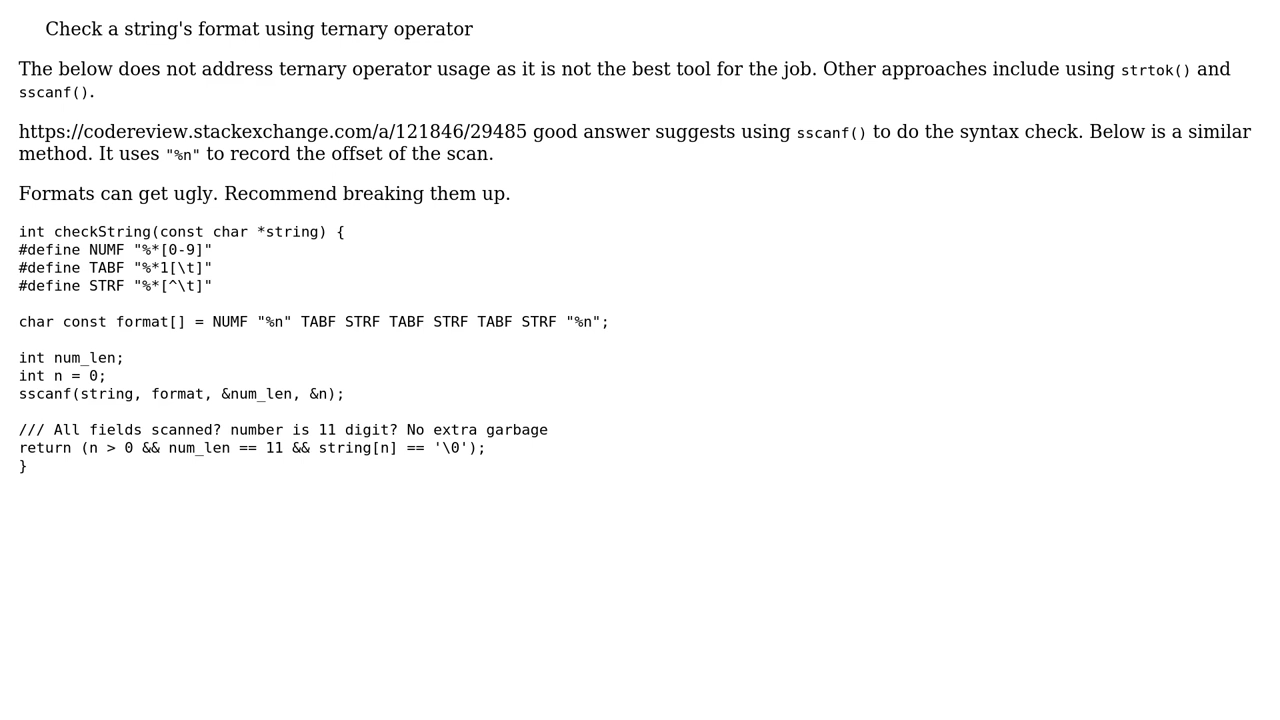 Check a string's format using ternary operator
The below does not address ternary operator usage as it is not the best tool for the job. Other approaches include using strtok() and
sscanf().
https://codereview.stackexchange.com/a/121846/29485 good answer suggests using sscanf() to do the syntax check. Below is a similar
method. It uses "%n" to record the offset of the scan.
Formats can get ugly. Recommend breaking them up.
int checkString(const char *string) {
#define NUMF "%*[0-9]"
#define TABF "%*1[\t]"
#define STRF "%*[^\t]"
char const format[] = NUMF "%n" TABF STRF TABF STRF TABF STRF "%n";
int num_len;
int n = 0;
sscanf(string, format, &num_len, &n);
/// All fields scanned? number is 11 digit? No extra garbage
return (n > 0 && num_len == 11 && string[n] == '\0');
}